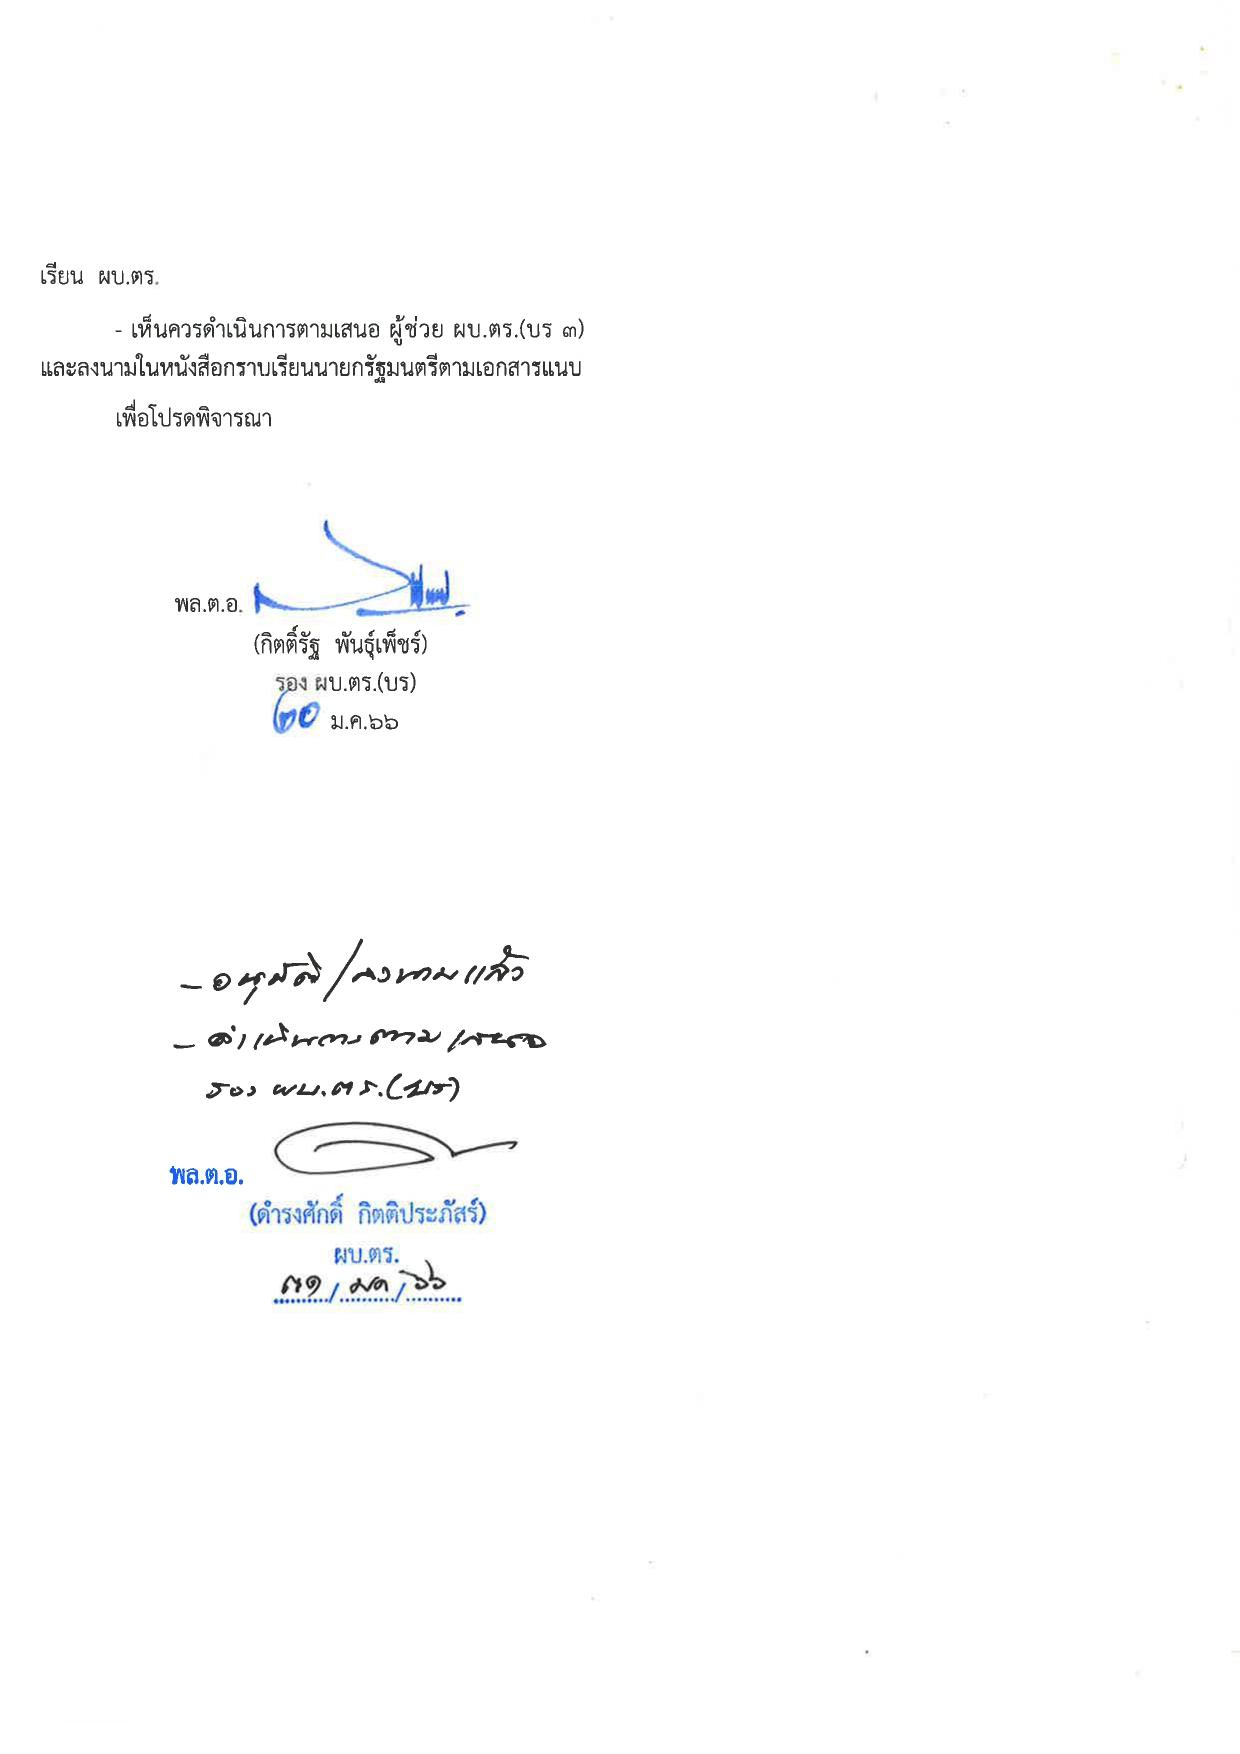 เรียน ผบ.ตร.
- เห็นควรดำเนินการตามเสนอ ผู้ช่วย ผบ.ตร.(บร ๓)
และลงนามในหนังสือกราบเรียนนายกรัฐมนตรีตามเอกสารแนบ
เพื่อโปรดพิจารณา
พล.ต.อ.
(กิตติ์รัฐ พันธุ์เพ็ชร์)
รอง ผบ.ตร.(บร)
๒๐ ม.ค.๖๖
- อนุมัติ/ลงนามแล้ว
- ดำเนินการตามเสนอ
รอง ผบ.ตร.(บร)
พล.ต.อ.
(ดำรงศักดิ์ กิตติประภัสร์)
ผบ.ตร.
๓๑/มค/๖๖